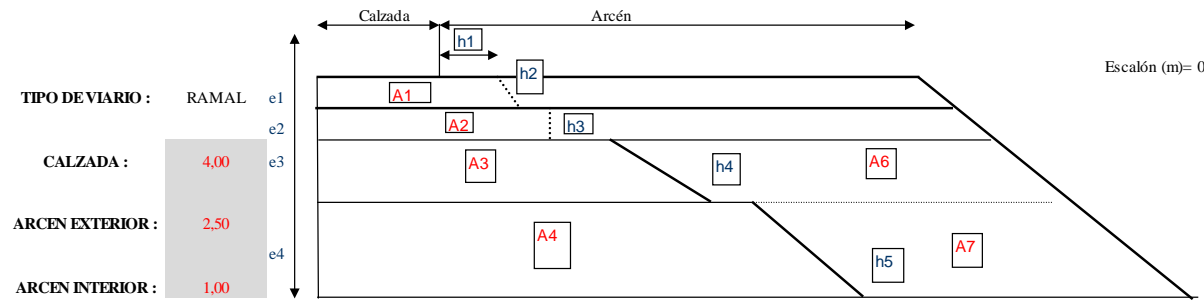 Calzada Arcén
h1
h2 Escalón (m)= 0
TIPO DE VIARIO : RAMAL e1 A1
e2 A2 h3
CALZADA : 4,00 e3 A3 h4 A6
ARCEN EXTERIOR : 2,50
e4 A4 h5 A7
ARCEN INTERIOR : 1,00